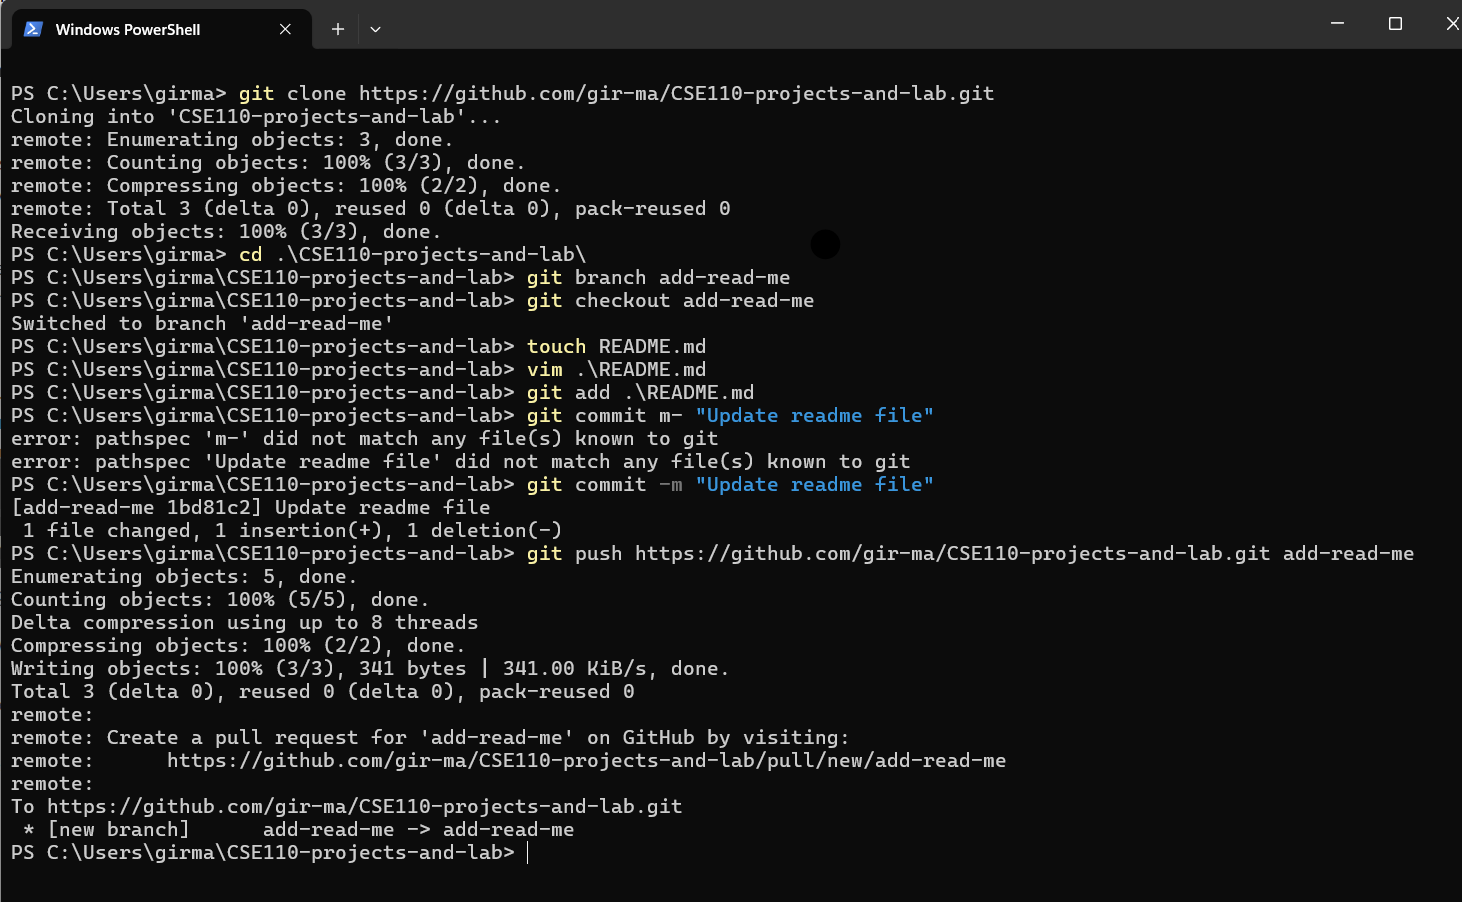 Windows PowerShell
PS C:\Users\girma> git clone https://github.com/gir-ma/CSE110-projects-and-lab.git
Cloning into 'CSE110-projects-and-lab'...
remote: Enumerating objects: 3, done.
remote: Counting objects: 100% (3/3), done.
remote: Compressing objects: 100% (2/2), done.
remote: Total 3 (delta 0), reused 0 (delta 0), pack-reused 0
Receiving objects: 100% (3/3), done.
PS C:\Users\girma> cd .\CSE110-projects-and-lab\
PS C:\Users\girma\CSE110-projects-and-lab> git branch add-read-me
PS C:\Users\girma\CSE110-projects-and-lab> git checkout add-read-me
Switched to branch 'add-read-me'
PS C:\Users\girma\CSE110-projects-and-lab> touch README.md
PS C:\Users\girma\CSE110-projects-and-lab> vim .\README.md
PS C:\Users\girma\CSE110-projects-and-lab> git add .\README.md
PS C:\Users\girma\CSE110-projects-and-lab> git commit m- "Update readme file"
error: pathspec 'm-' did not match any file(s) known to git
error: pathspec 'Update readme file' did not match any file(s) known to git
PS C:\Users\girma\CSE110-projects-and-lab> git commit -m "Update readme file"
[add-read-me 1bd81c2] Update readme file
 1 file changed, 1 insertion(+), 1 deletion(-)
PS C:\Users\girma\CSE110-projects-and-lab> git push https://github.com/gir-ma/CSE110-projects-and-lab.git add-read-me
Enumerating objects: 5, done.
Counting objects: 100% (5/5), done.
Delta compression using up to 8 threads
Compressing objects: 100% (2/2), done.
Writing objects: 100% (3/3), 341 bytes | 341.00 KiB/s, done.
Total 3 (delta 0), reused 0 (delta 0), pack-reused 0
remote:
remote: Create a pull request for 'add-read-me' on GitHub by visiting:
remote:      https://github.com/gir-ma/CSE110-projects-and-lab/pull/new/add-read-me
remote:
To https://github.com/gir-ma/CSE110-projects-and-lab.git
 * [new branch]      add-read-me -> add-read-me
PS C:\Users\girma\CSE110-projects-and-lab>